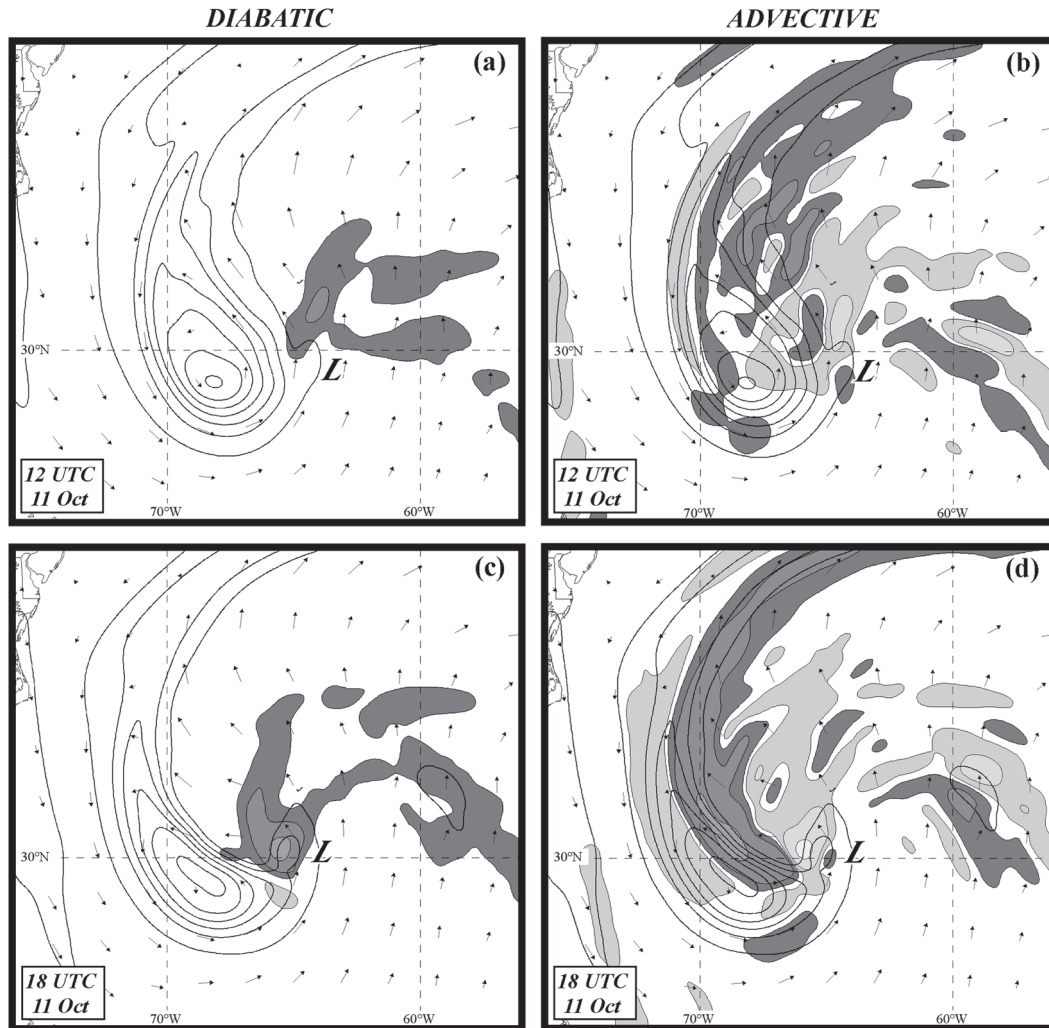 DIABATIC
ADVECTIVE
(a)
30°N
L
12 UTC
11 Oct
70°W
60°W
(b)
30°N
L
12 UTC
11 Oct
70°W
60°W
(c)
30°N
L
18 UTC
11 Oct
70°W
60°W
(d)
30°N
L
18 UTC
11 Oct
70°W
60°W